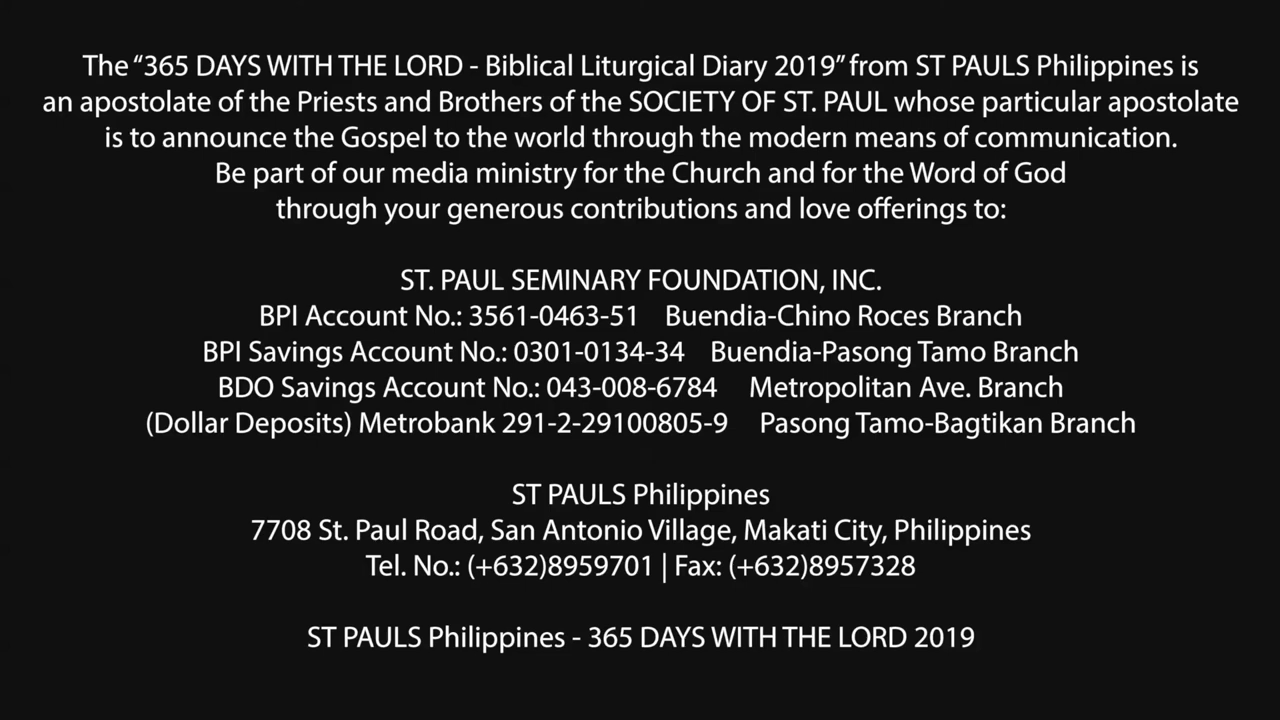 The “365 DAYS WITH THE LORD - Biblical Liturgical Diary 2019” from ST PAULS Philippines is
an apostolate of the Priests and Brothers of the SOCIETY OF ST. PAUL whose particular apostolate
is to announce the Gospel to the world through the modern means of communication.
Be part of our media ministry for the Church and for the Word of God
through your generous contributions and love offerings to:
ST. PAUL SEMINARY FOUNDATION, INC.
BPI Account No.: 3561-0463-51 Buendia-Chino Roces Branch
BPI Savings Account No.: 0301-0134-34 Buendia-Pasong Tamo Branch
BDO Savings Account No.: 043-008-6784 Metropolitan Ave. Branch
(Dollar Deposits) Metrobank 291-2-29100805-9 Pasong Tamo-Bagtikan Branch
ST PAULS Philippines
7708 St. Paul Road, San Antonio Village, Makati City, Philippines
Tel. No.: (+632)8959701 | Fax: (+632)8957328
ST PAULS Philippines - 365 DAYS WITH THE LORD 2019